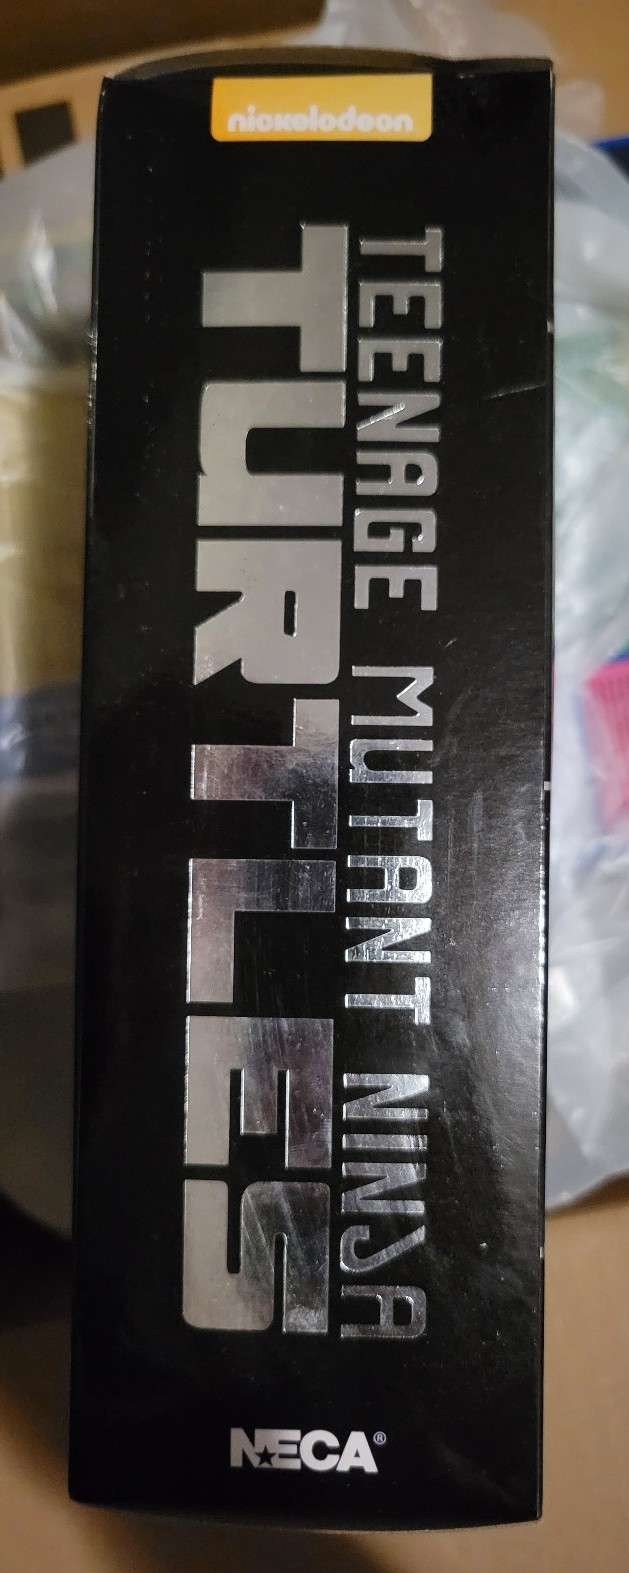 nickelodeon
TEENAGE MUTANT NINJA
TURTLES
NECA®